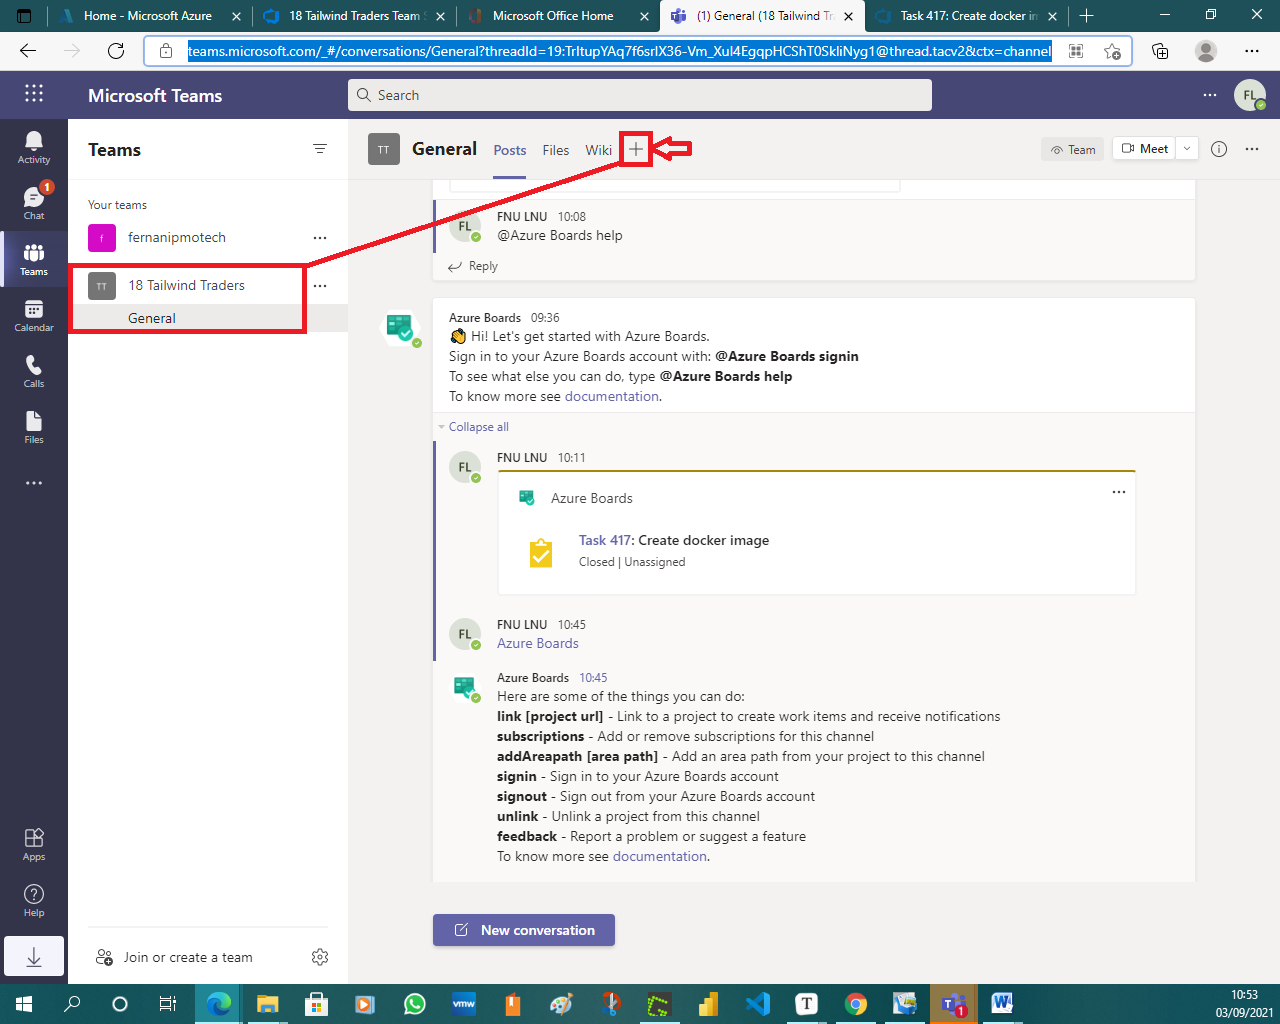 Home - Microsoft Azure
18 Tailwind Traders Team S
Microsoft Office Home
(1) General (18 Tailwind Tra
Task 417: Create docker im
teams.microsoft.com/_#/conversations/General?threadId=19:TrItupYAq7f6srIX36-Vm_Xul4EgqpHCShT0SkliNyg1@thread.tacv2&ctx=channel
Microsoft Teams
Search
FL
Activity
1
Chat
Teams
Calendar
Calls
Files
Apps
Help
Teams
Your teams
f
fernanipmotech
TT
18 Tailwind Traders
General
Join or create a team
TT
General
Posts
Files
Wiki
Team
Meet
FL
FNU LNU 10:08
@Azure Boards help
Reply
Azure Boards 09:36
Hi! Let's get started with Azure Boards.
Sign in to your Azure Boards account with: @Azure Boards signin
To see what else you can do, type @Azure Boards help
To know more see documentation.
Collapse all
FL
FNU LNU 10:11
Azure Boards
Task 417: Create docker image
Closed | Unassigned
FL
FNU LNU 10:45
Azure Boards
Azure Boards 10:45
Here are some of the things you can do:
link [project url] - Link to a project to create work items and receive notifications
subscriptions - Add or remove subscriptions for this channel
addAreapath [area path] - Add an area path from your project to this channel
signin - Sign in to your Azure Boards account
signout - Sign out from your Azure Boards account
unlink - Unlink a project from this channel
feedback - Report a problem or suggest a feature
To know more see documentation.
New conversation
vmw
T
1
W
10:53
03/09/2021